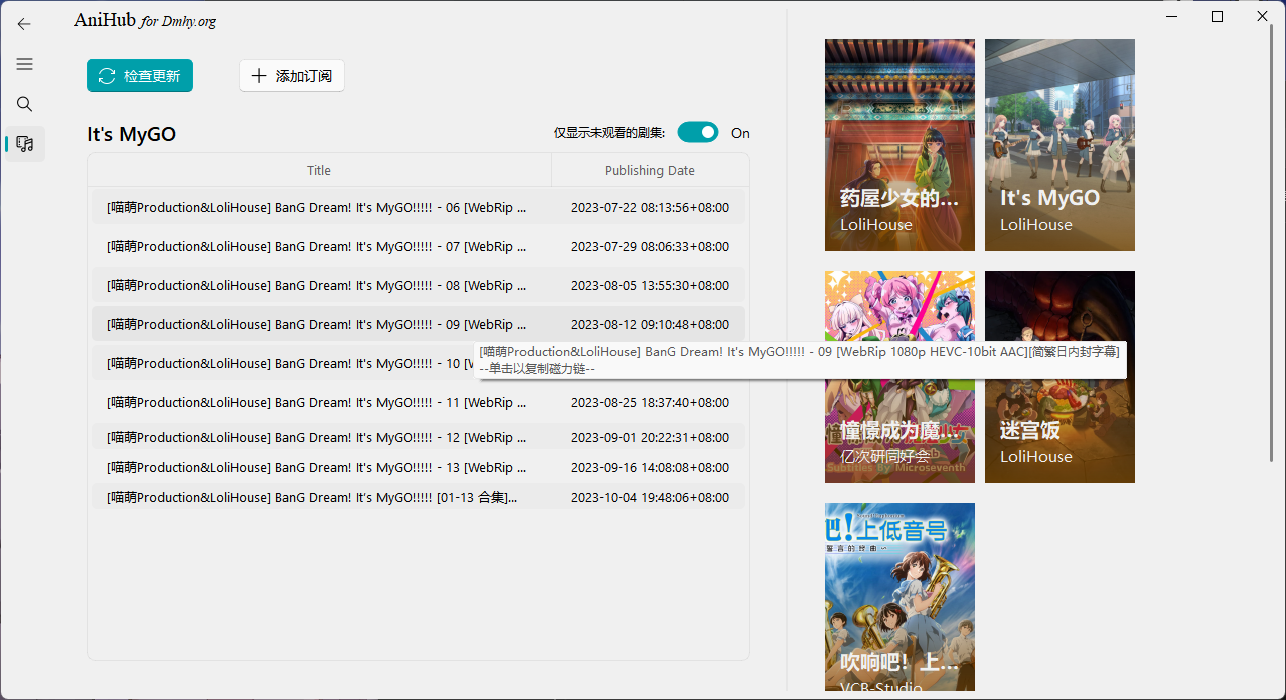 AniHub for Dmhy.org
检查更新
添加订阅
It's MyGO
仅显示未观看的剧集:
On
Title
Publishing Date
[喵萌Production&LoliHouse] BanG Dream! It's MyGO!!!!! - 06 [WebRip ...
2023-07-22 08:13:56+08:00
[喵萌Production&LoliHouse] BanG Dream! It's MyGO!!!!! - 07 [WebRip ...
2023-07-29 08:06:33+08:00
[喵萌Production&LoliHouse] BanG Dream! It's MyGO!!!!! - 08 [WebRip ...
2023-08-05 13:55:30+08:00
[喵萌Production&LoliHouse] BanG Dream! It's MyGO!!!!! - 09 [WebRip ...
2023-08-12 09:10:48+08:00
[喵萌Production&LoliHouse] BanG Dream! It's MyGO!!!!! - 09 [WebRip 1080p HEVC-10bit AAC][简繁日内封字幕]
--单击以复制磁力链--
[喵萌Production&LoliHouse] BanG Dream! It's MyGO!!!!! - 10
[喵萌Production&LoliHouse] BanG Dream! It's MyGO!!!!! - 11 [WebRip ...
2023-08-25 18:37:40+08:00
[喵萌Production&LoliHouse] BanG Dream! It's MyGO!!!!! - 12 [WebRip ...
2023-09-01 20:22:31+08:00
[喵萌Production&LoliHouse] BanG Dream! It's MyGO!!!!! - 13 [WebRip ...
2023-09-16 14:08:08+08:00
[喵萌Production&LoliHouse] BanG Dream! It's MyGO!!!!! [01-13 合集]...
2023-10-04 19:48:06+08:00
药屋少女的...
LoliHouse
It's MyGO
LoliHouse
憧憬成为魔...
亿次研同好会
Subtitles By Microseventh
迷宫饭
LoliHouse
吧!上低音号
誓言的终曲
吹响吧！上...
VCB-Studio